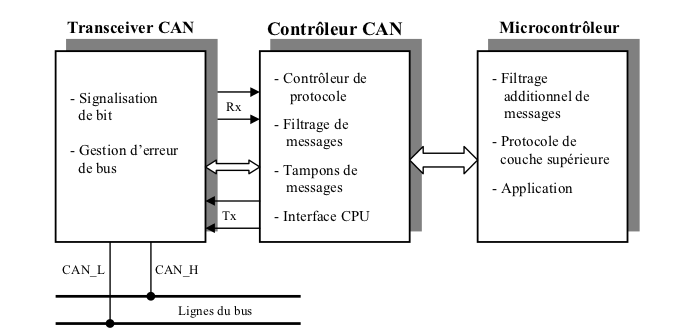 Transceiver CAN
Contrôleur CAN
Microcontrôleur
- Signalisation
de bit
- Gestion d’erreur
de bus
Rx
Tx
- Contrôleur de
protocole
- Filtrage de
messages
- Tampons de
messages
- Interface CPU
- Filtrage
additionnel de
messages
- Protocole de
couche supérieure
- Application
CAN_L
CAN_H
Lignes du bus